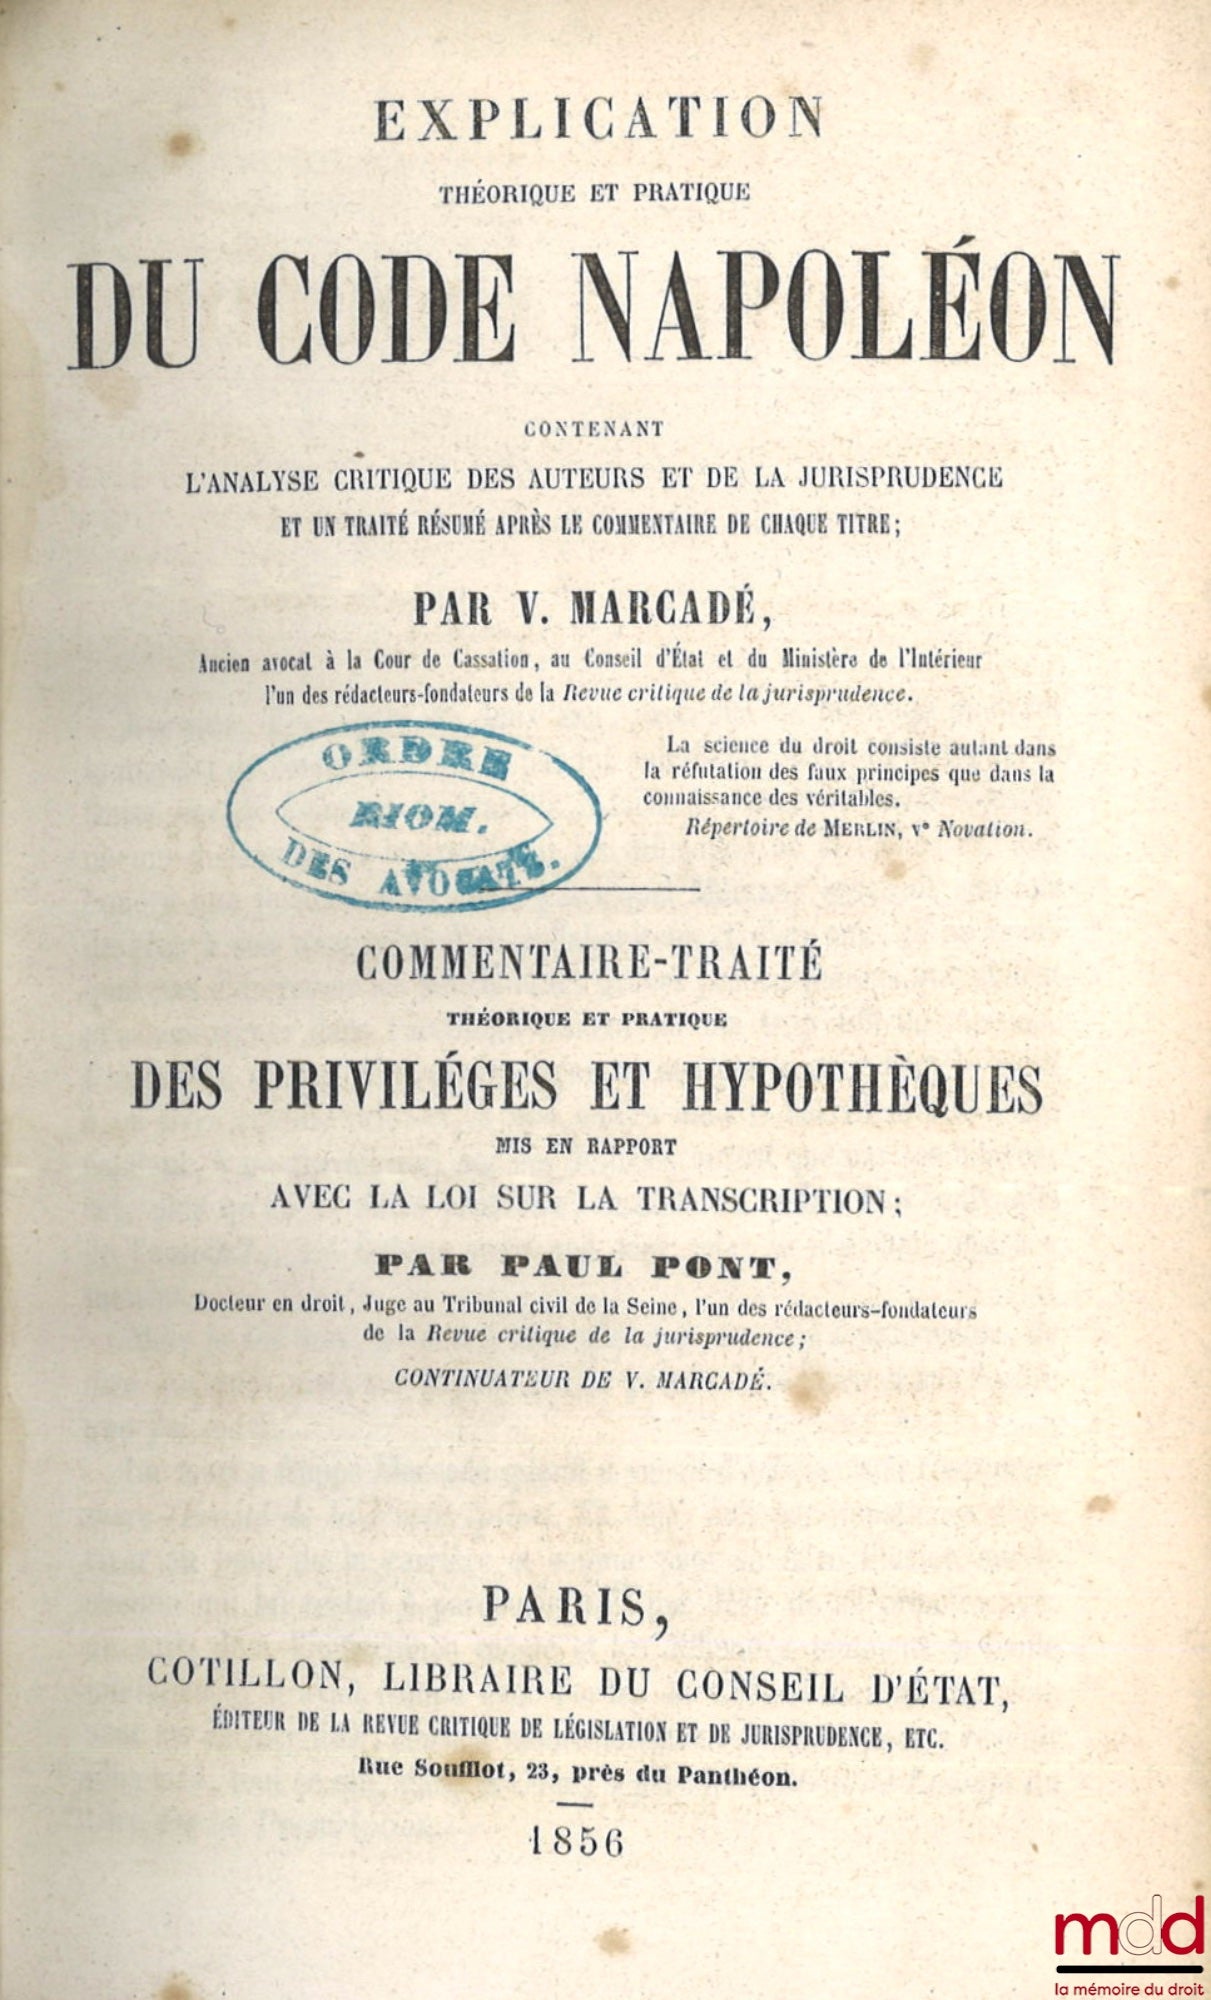 EXPLICATION
THÉORIQUE ET PRATIQUE
DU CODE NAPOLÉON
CONTENANT
L'ANALYSE CRITIQUE DES AUTEURS ET DE LA JURISPRUDENCE
ET UN TRAITÉ RÉSUMÉ APRÈS LE COMMENTAIRE DE CHAQUE TITRE;
PAR V. MARCADÉ,
Ancien avocat à la Cour de Cassation, au Conseil d'État et du Ministère de l'Intérieur
l'un des rédacteurs-fondateurs de la Revue critique de la jurisprudence.
ORDRE
RIOM.
DES AVOCATS.
La science du droit consiste autant dans
la réfutation des faux principes que dans la
connaissance des véritables.
Répertoire de MERLIN, vº Novation.
COMMENTAIRE-TRAITÉ
THÉORIQUE ET PRATIQUE
DES PRIVILÉGES ET HYPOTHÈQUES
MIS EN RAPPORT
AVEC LA LOI SUR LA TRANSCRIPTION;
PAR PAUL PONT,
Docteur en droit, Juge au Tribunal civil de la Seine, l'un des rédacteurs-fondateurs
de la Revue critique de la jurisprudence;
CONTINUATEUR DE V. MARCADÉ.
PARIS,
COTILLON, LIBRAIRE DU CONSEIL D'ÉTAT,
ÉDITEUR DE LA REVUE CRITIQUE DE LÉGISLATION ET DE JURISPRUDENCE, ETC.
Rue Soufflot, 23, près du Panthéon.
1856
mdd
la mémoire du droit